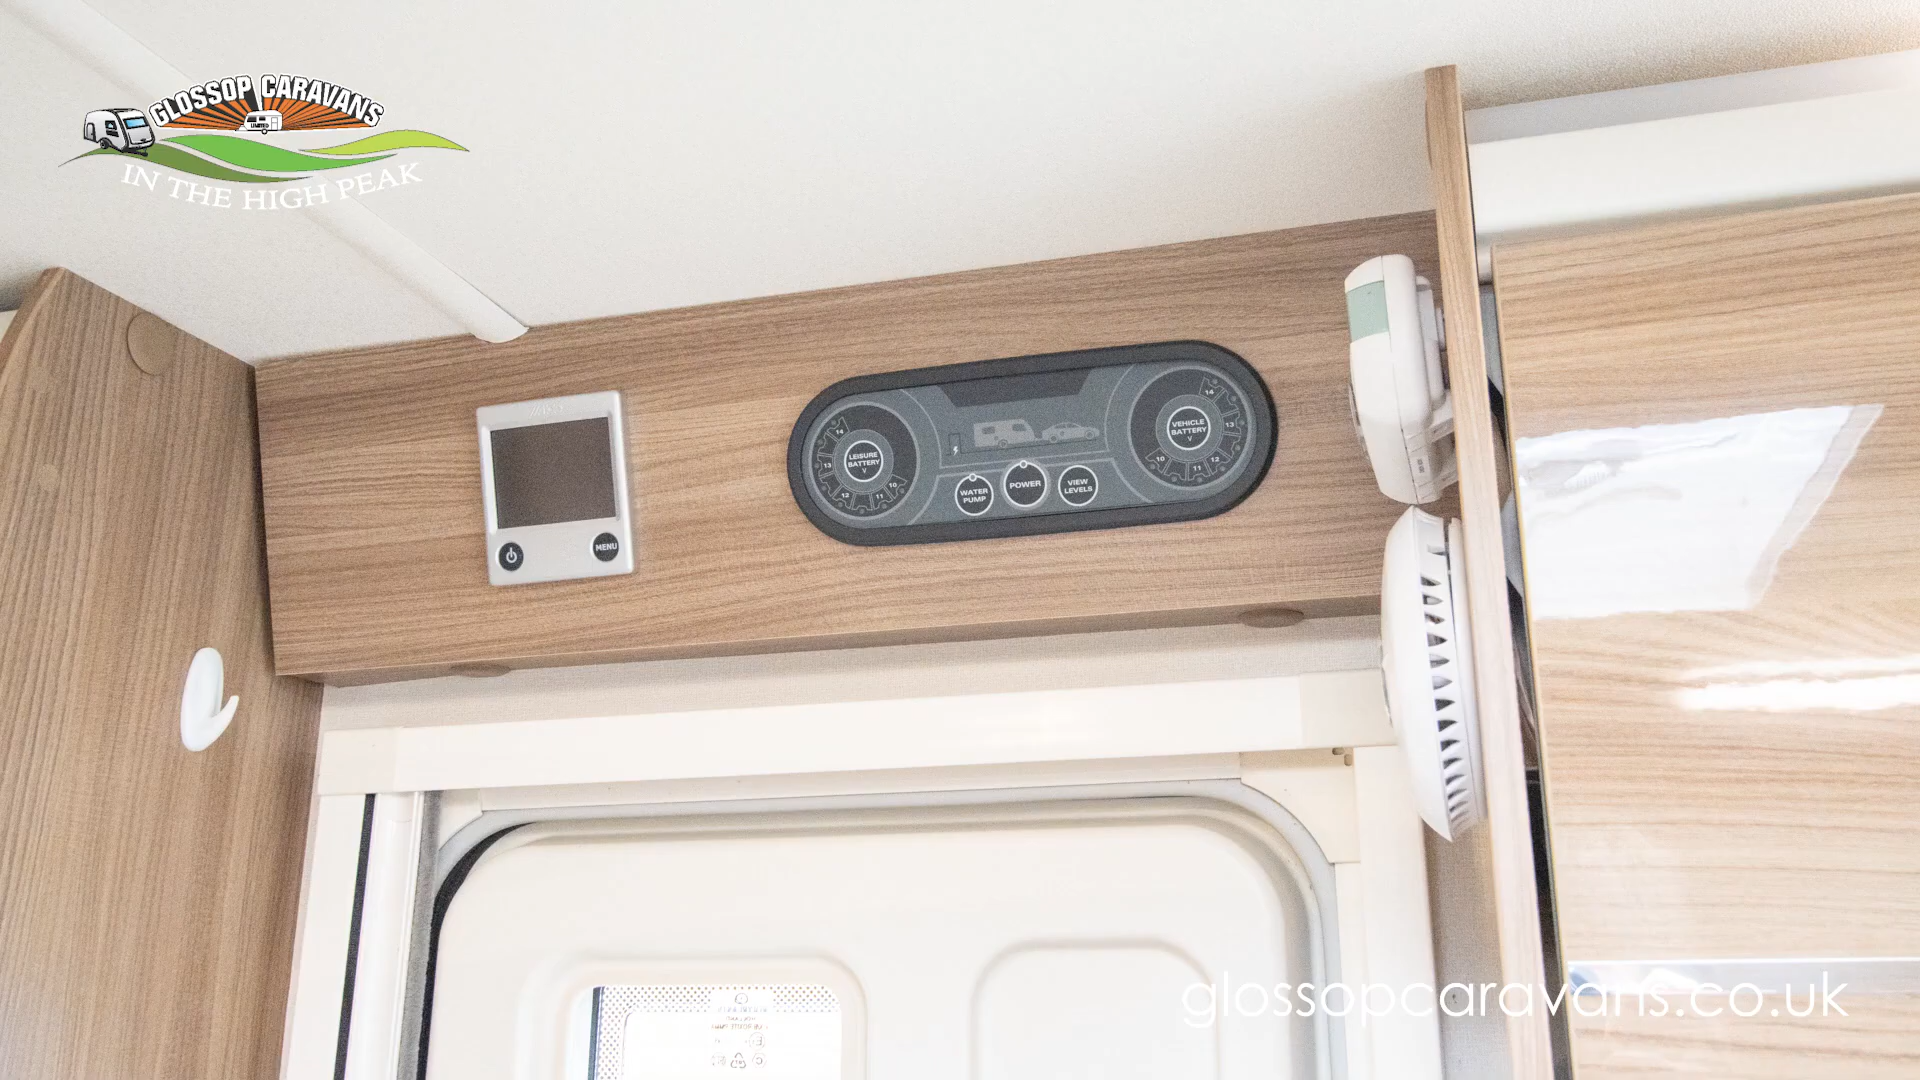 GLOSSOP CARAVANS
LIMITED
IN THE HIGH PEAK
MENU
14
13
12
11
10
LEISURE
BATTERY
V
WATER
PUMP
POWER
VIEW
LEVELS
14
13
12
11
10
VEHICLE
BATTERY
V
glossopcaravans.co.uk